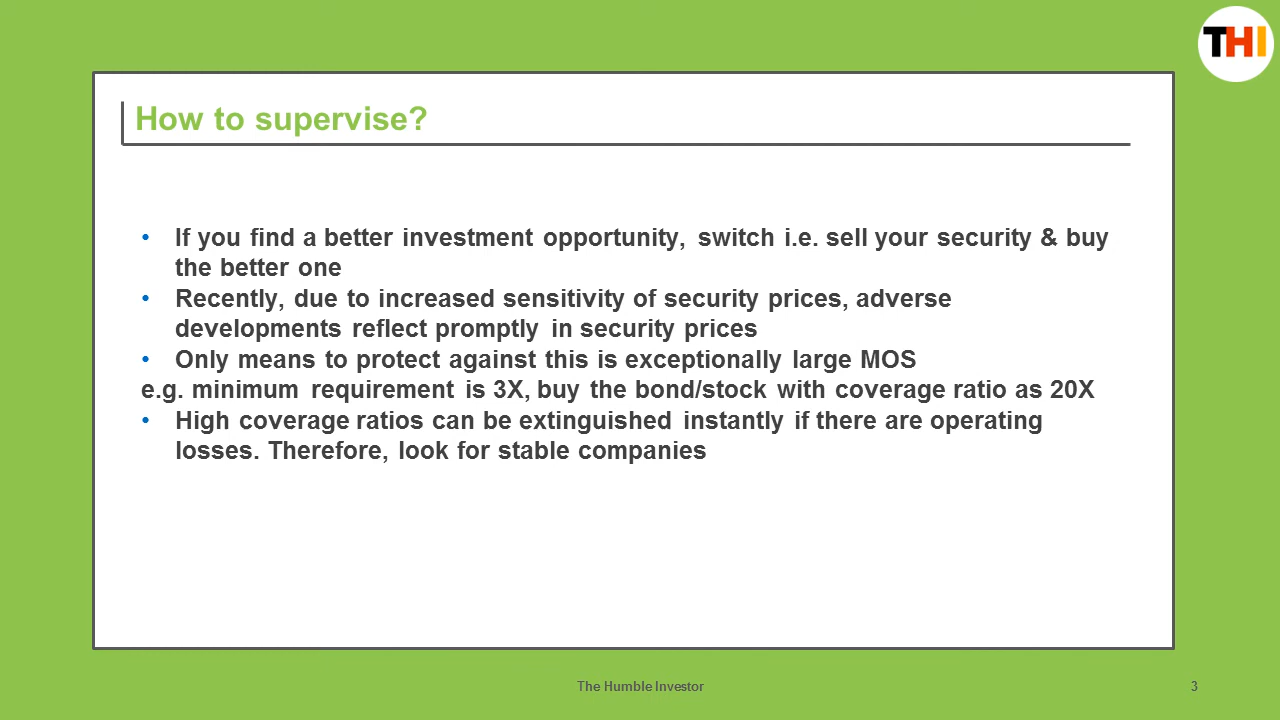 THI
How to supervise?
• If you find a better investment opportunity, switch i.e. sell your security & buy
the better one
• Recently, due to increased sensitivity of security prices, adverse
developments reflect promptly in security prices
• Only means to protect against this is exceptionally large MOS
e.g. minimum requirement is 3X, buy the bond/stock with coverage ratio as 20X
• High coverage ratios can be extinguished instantly if there are operating
losses. Therefore, look for stable companies
The Humble Investor
3